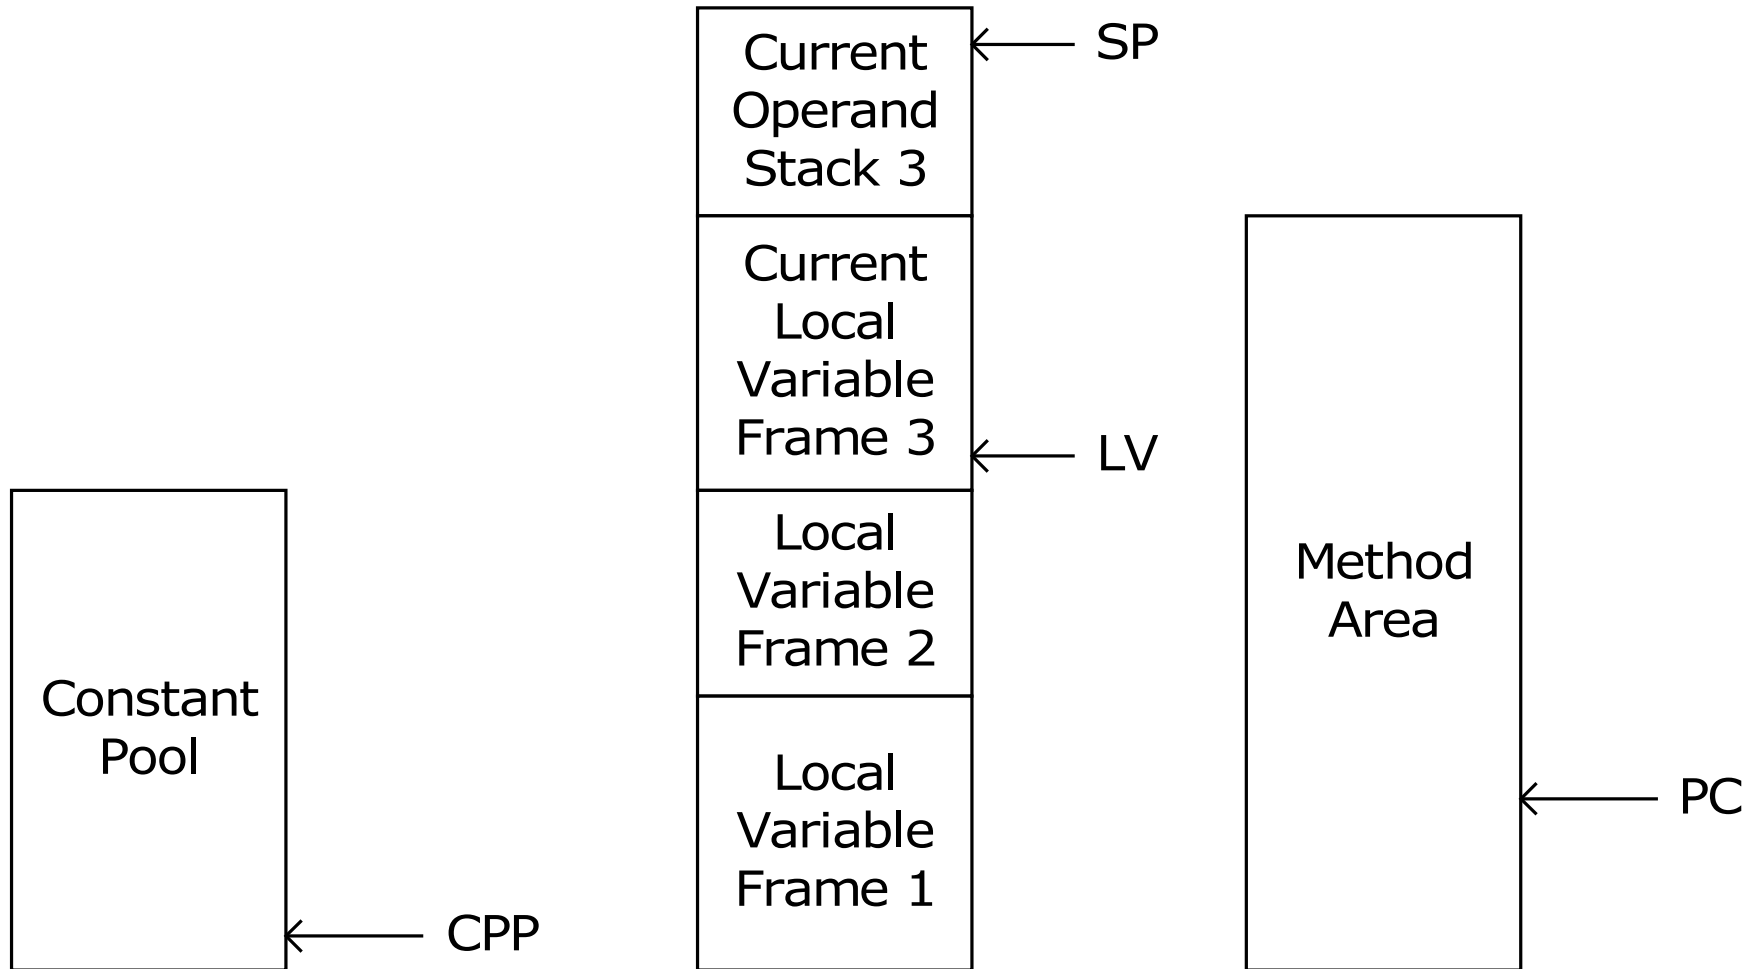 Constant
Pool
CPP
Current
Operand
Stack 3
SP
Current
Local
Variable
Frame 3
LV
Local
Variable
Frame 2
Local
Variable
Frame 1
Method
Area
PC